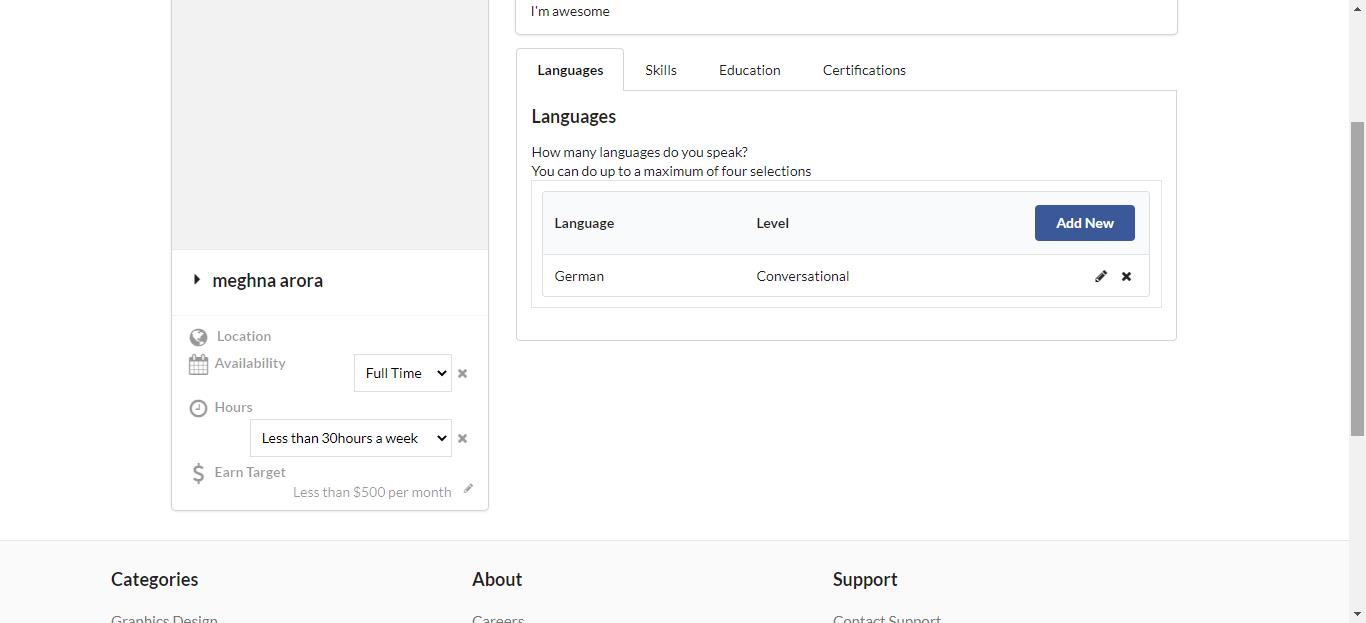 I'm awesome
Languages Skills Education Certifications
Languages
How many languages do you speak?
You can do up to a maximum of four selections
Language Level Add New
German Conversational
meghna arora
Location
Availability
Full Time
Hours
Less than 30hours a week
Earn Target
Less than $500 per month
Categories About Support
Graphics Design Careers Contact Support